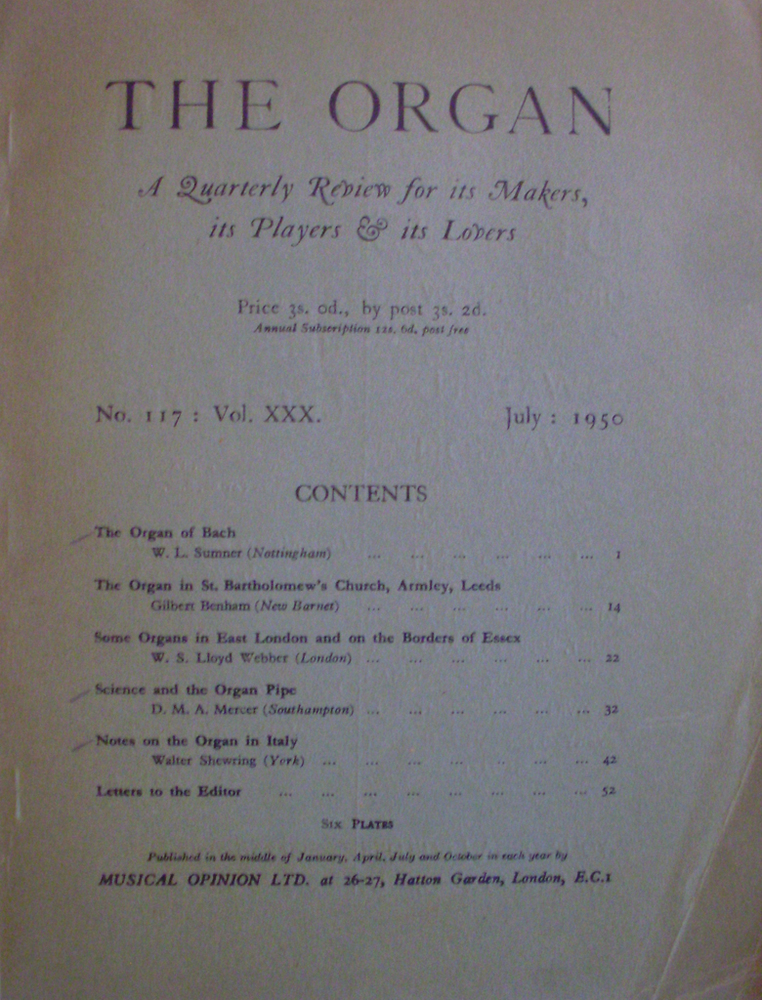 THE ORGAN
A Quarterly Review for its Makers,
its Players & its Lovers
Price 3s. 0d., by post 3s. 2d.
Annual Subscription 12s. 6d. post free
No. 117 : Vol. XXX.
July : 1950
CONTENTS
The Organ of Bach
W. L. Sumner (Nottingham) ... ... ... ... ... ... 1
The Organ in St. Bartholomew's Church, Armley, Leeds
Gilbert Benham (New Barnet) ... ... ... ... ... ... 14
Some Organs in East London and on the Borders of Essex
W. S. Lloyd Webber (London) ... ... ... ... ... ... 22
Science and the Organ Pipe
D. M. A. Mercer (Southampton) ... ... ... ... ... ... 32
Notes on the Organ in Italy
Walter Shewring (York) ... ... ... ... .. ... ... 42
Letters to the Editor ... ... ... ... ... ... ... ... 52
SIX PLATES
Published in the middle of January, April, July and October in each year by
MUSICAL OPINION LTD. at 26-27, Hatton Garden, London, E.C.1